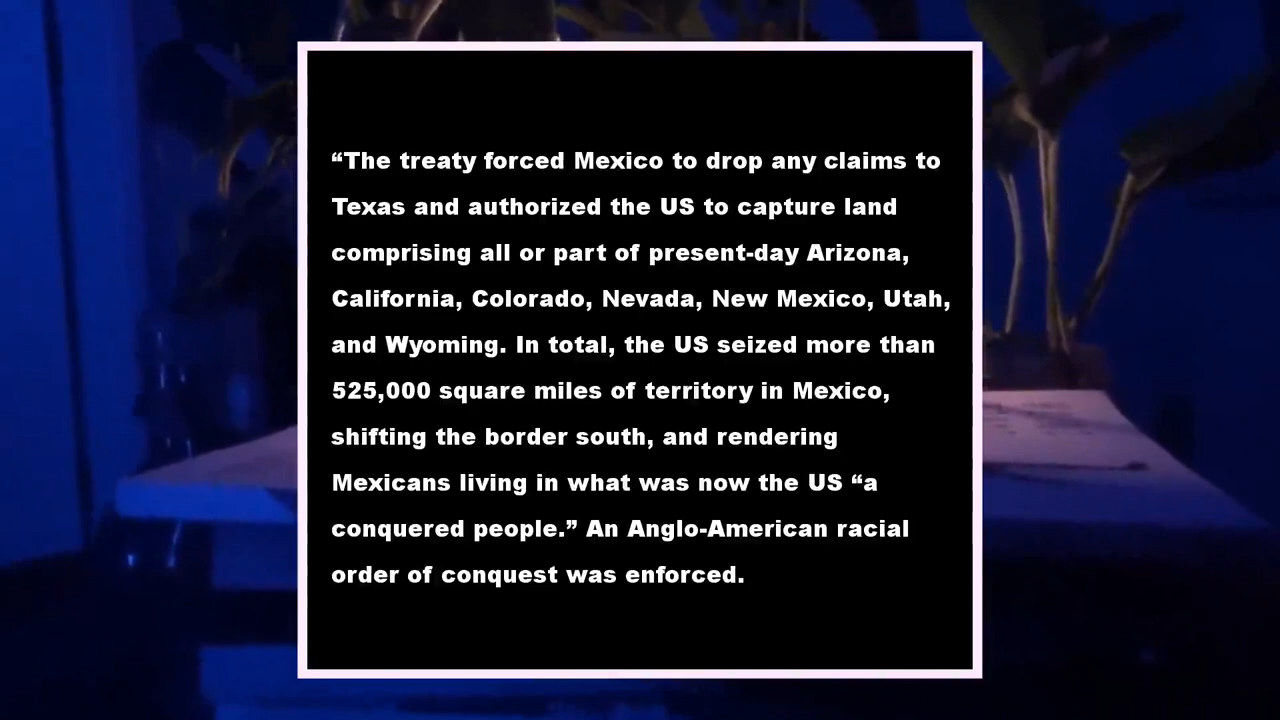 “The treaty forced Mexico to drop any claims to
Texas and authorized the US to capture land
comprising all or part of present-day Arizona,
California, Colorado, Nevada, New Mexico, Utah,
and Wyoming. In total, the US seized more than
525,000 square miles of territory in Mexico,
shifting the border south, and rendering
Mexicans living in what was now the US “a
conquered people.” An Anglo-American racial
order of conquest was enforced.